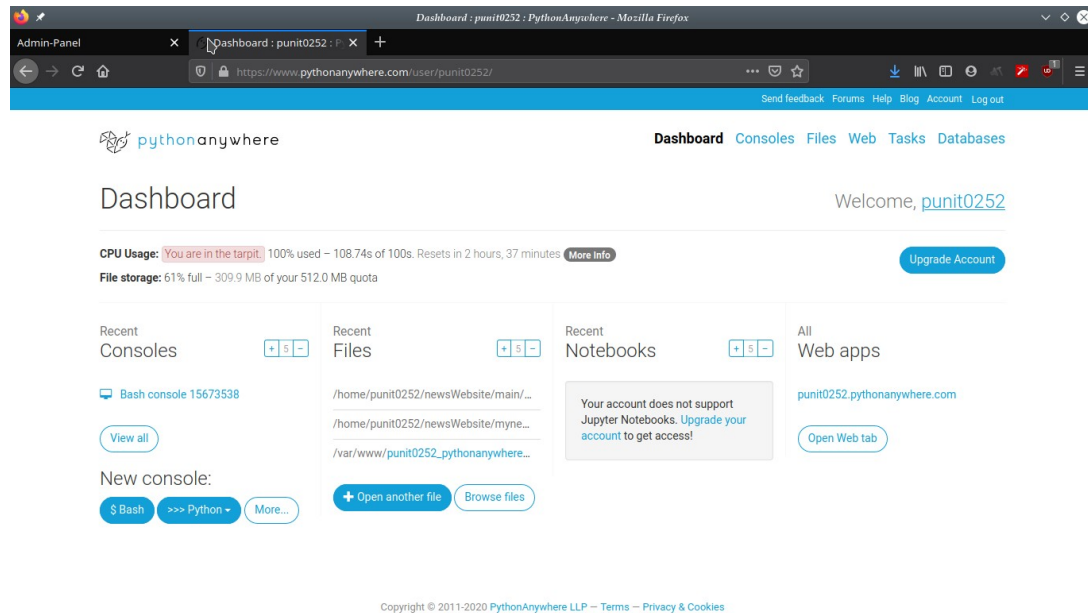 Dashboard : punit0252 : PythonAnywhere - Mozilla Firefox
Admin-Panel
Dashboard : punit0252 : P
https://www.pythonanywhere.com/user/punit0252/
1
Send feedback Forums Help Blog Account Log out
pythonanywhere
Dashboard Consoles Files Web Tasks Databases
Dashboard
Welcome, punit0252
CPU Usage: You are in the tarpit. 100% used – 108.74s of 100s. Resets in 2 hours, 37 minutes More Info
Upgrade Account
File storage: 61% full – 309.9 MB of your 512.0 MB quota
Recent
Consoles
+ 5 −
Bash console 15673538
View all
New console:
$ Bash
>>> Python
More...
Recent
Files
+ 5 −
/home/punit0252/newsWebsite/main/...
/home/punit0252/newsWebsite/myne...
/var/www/punit0252_pythonanywhere...
+ Open another file
Browse files
Recent
Notebooks
+ 5 −
Your account does not support
Jupyter Notebooks. Upgrade your
account to get access!
All
Web apps
punit0252.pythonanywhere.com
Open Web tab
Copyright © 2011-2020 PythonAnywhere LLP — Terms — Privacy & Cookies